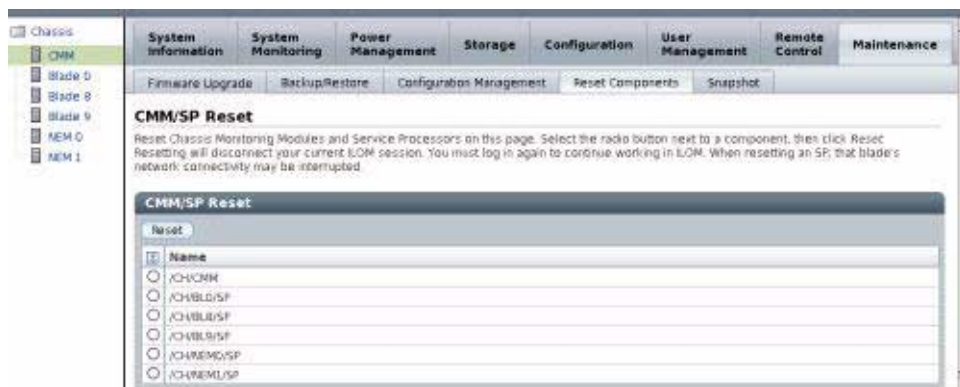 Chassis
CMM
Blade 0
Blade 8
Blade 9
NEM 0
NEM 1
System Information
System Monitoring
Power Management
Storage
Configuration
User Management
Remote Control
Maintenance
Firmware Upgrade
Backup/Restore
Configuration Management
Reset Components
Snapshot
CMM/SP Reset
Reset Chassis Monitoring Modules and Service Processors on this page. Select the radio button next to a component, then click Reset.
Resetting will disconnect your current ILOM session. You must log in again to continue working in ILOM. When resetting an SP, that blade's
network connectivity may be interrupted.
CMM/SP Reset
Reset
Name
/CH/CMM
/CH/BL0/SP
/CH/BL8/SP
/CH/BL9/SP
/CH/NEM0/SP
/CH/NEM1/SP